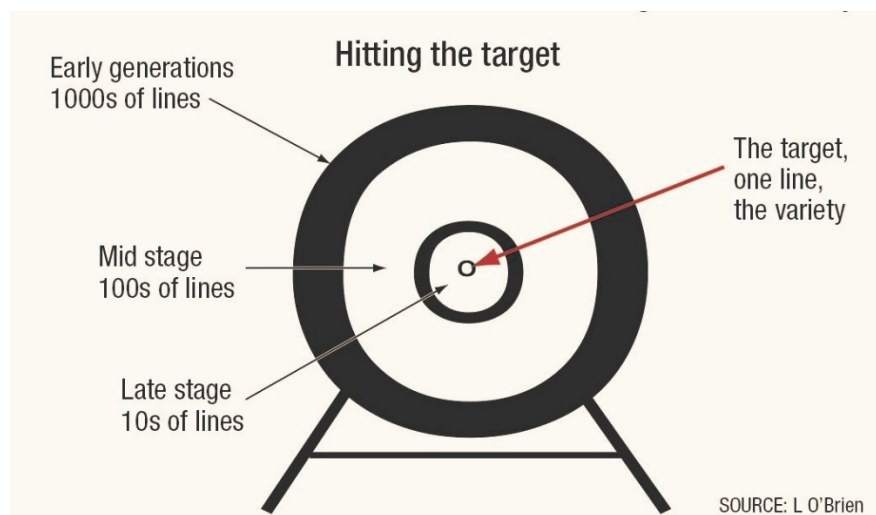 Hitting the target
Early generations
1000s of lines
The target,
one line,
the variety
Mid stage
100s of lines
Late stage
10s of lines
SOURCE: L O'Brien